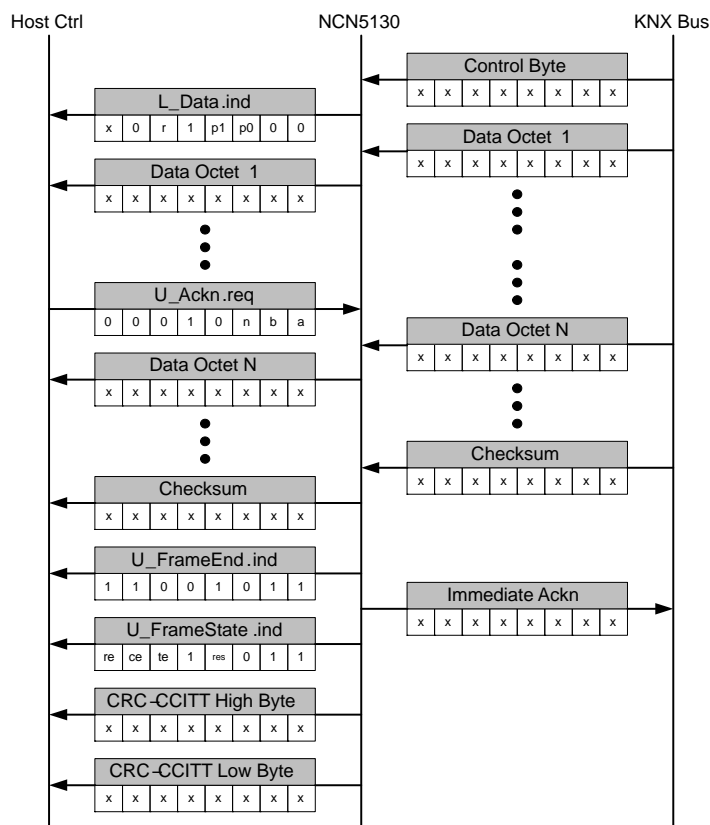 Host Ctrl NCN5130 KNX Bus
Control Byte
x x x x x x x x
L_Data.ind
x 0 r 1 p1 p0 0 0
Data Octet 1
x x x x x x x x
Data Octet 1
x x x x x x x x
U_Ackn.req
0 0 0 1 0 n b a
Data Octet N
x x x x x x x x
Data Octet N
x x x x x x x x
Checksum
x x x x x x x x
Checksum
x x x x x x x x
U_FrameEnd.ind
1 1 0 0 1 0 1 1
Immediate Ackn
x x x x x x x x
U_FrameState.ind
re ce te 1 res 0 1 1
CRC-CCITT High Byte
x x x x x x x x
CRC-CCITT Low Byte
x x x x x x x x